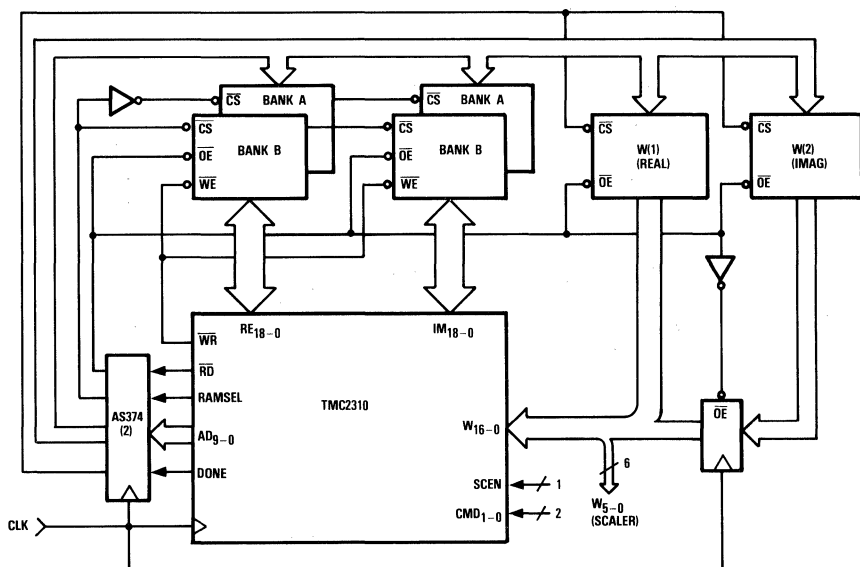 CS BANK A
CS BANK A
CS
BANK B
OE
WE
CS
BANK B
OE
WE
CS
W(1)
(REAL)
OE
CS
W(2)
(IMAG)
OE
RE18–0
IM18–0
WR
RD
RAMSEL
TMC2310
AD9–0
DONE
W16–0
SCEN
1
CMD1–0
2
AS374
(2)
OE
6
W5–0
(SCALER)
CLK